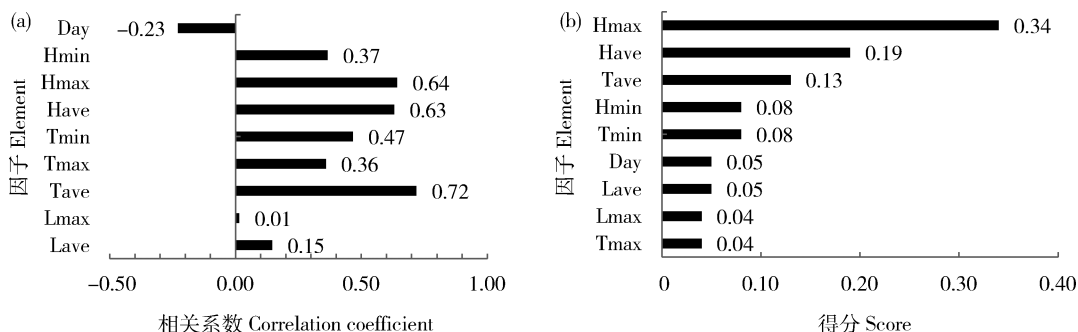 (a)
因子 Element
Day −0.23
Hmin 0.37
Hmax 0.64
Have 0.63
Tmin 0.47
Tmax 0.36
Tave 0.72
Lmax 0.01
Lave 0.15
−0.50 0.00 0.50 1.00
相关系数 Correlation coefficient
(b)
因子 Element
Hmax 0.34
Have 0.19
Tave 0.13
Hmin 0.08
Tmin 0.08
Day 0.05
Lave 0.05
Lmax 0.04
Tmax 0.04
0 0.10 0.20 0.30 0.40
得分 Score